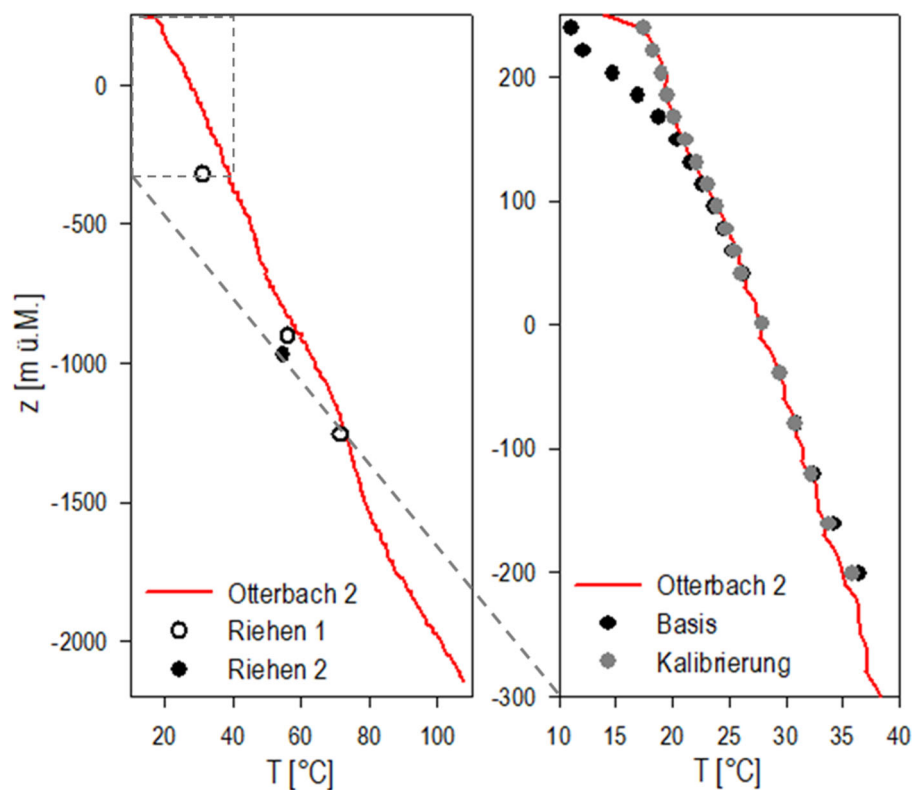 0
-500
-1000
-1500
-2000
z [m ü.M.]
Otterbach 2
Riehen 1
Riehen 2
20 40 60 80 100
T [°C]
200
100
0
-100
-200
-300
Otterbach 2
Basis
Kalibrierung
10 15 20 25 30 35 40
T [°C]